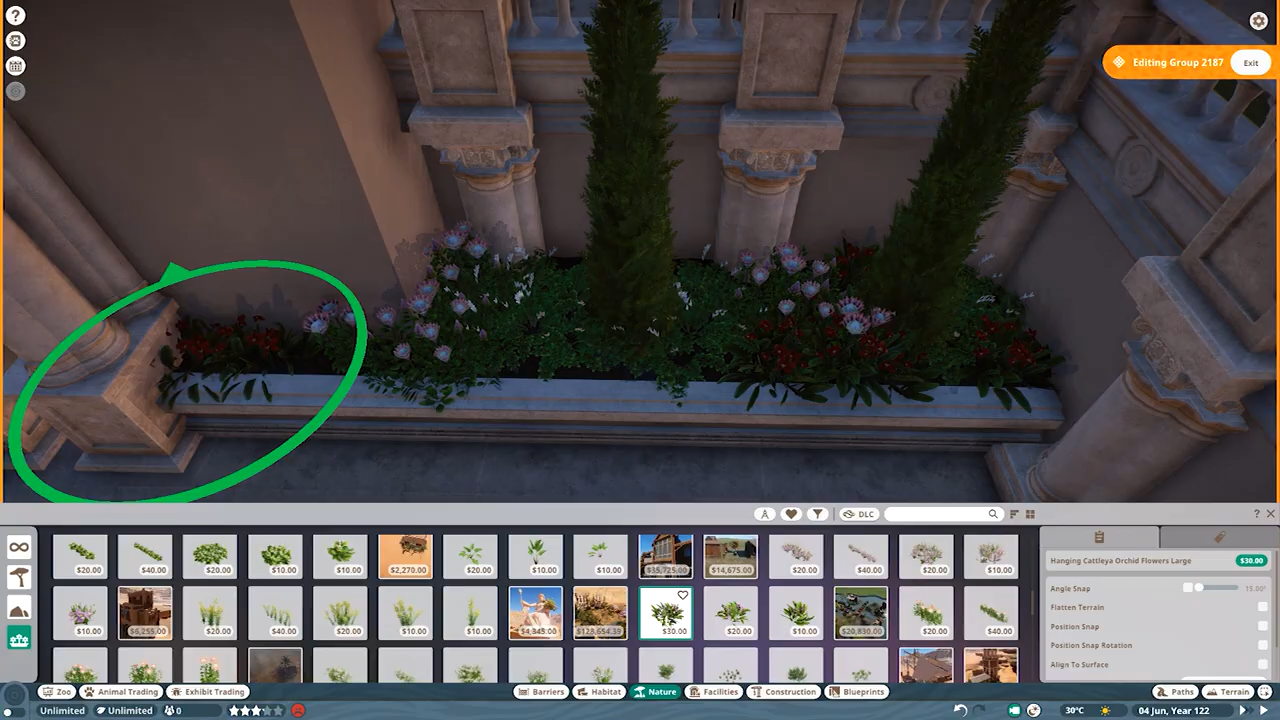 ?
Editing Group 2187 Exit
DLC
? 
$20.00 $40.00 $20.00 $10.00 $10.00 $2,270.00 $20.00 $10.00 $10.00 $35,725.00 $14,675.00 $20.00 $40.00 $20.00 $10.00
Hanging Cattleya Orchid Flowers Large $30.00
Angle Snap 15.00°
Flatten Terrain
Position Snap
Position Snap Rotation
Align To Surface
$10.00 $6,255.00 $20.00 $40.00 $20.00 $10.00 $10.00 $4,345.00 $128,654.39 $30.00 $20.00 $10.00 $20,830.00 $20.00 $40.00
Zoo Animal Trading Exhibit Trading Barriers Habitat Nature Facilities Construction Blueprints Paths Terrain
Unlimited Unlimited 0 30°C 04 Jun, Year 122